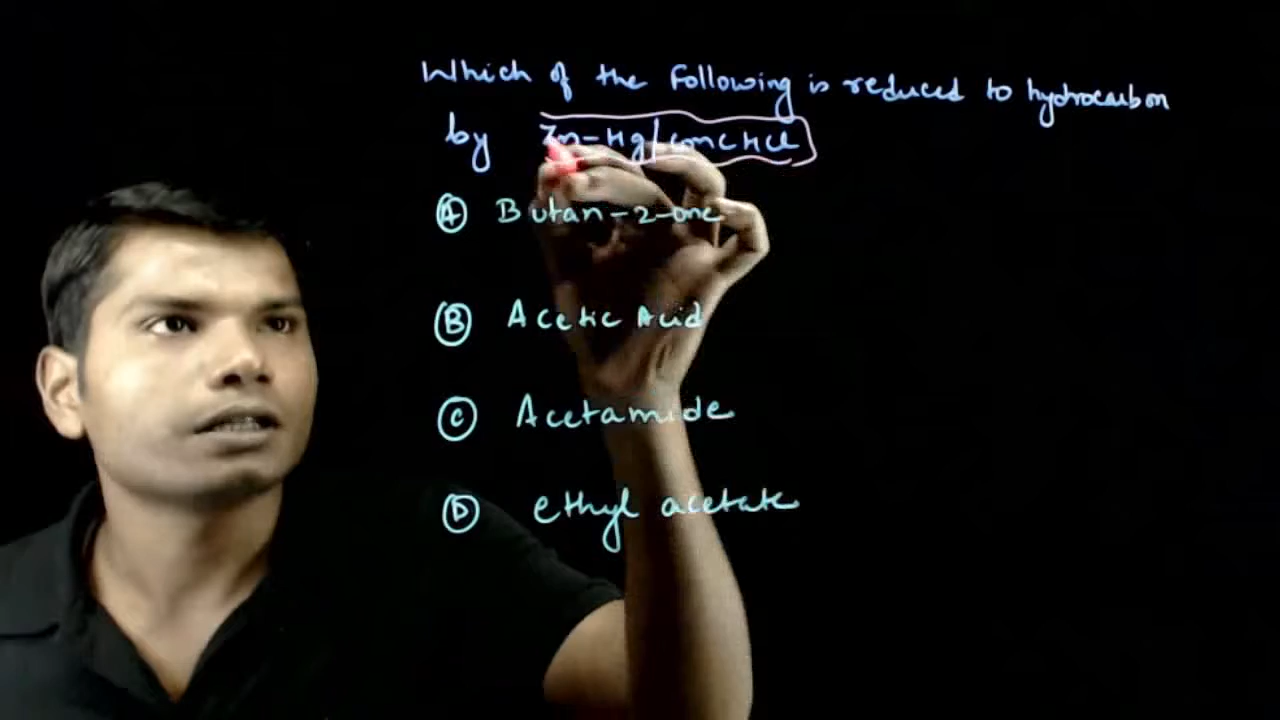 Which of the Following is reduced to hydrocarbon
by Zn-Hg/conc HCl
(A) Butan-2-one
(B) Acetic Acid
(C) Acetamide
(D) ethyl acetate